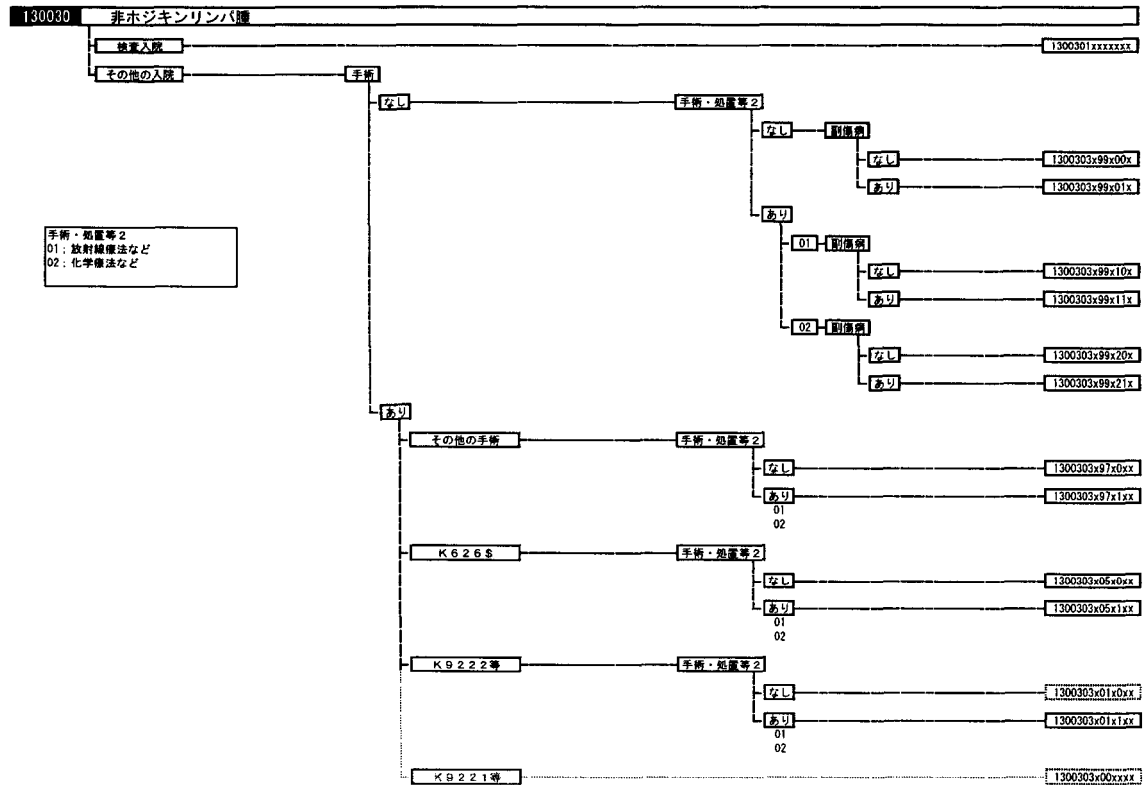 130030 非ホジキンリンパ腫
検査入院 1300301xxxxxxx
その他の入院 手術
なし 手術・処置等2
なし 副傷病
なし 1300303x99x00x
あり 1300303x99x01x
あり
手術・処置等2
01:放射線療法など
02:化学療法など
01 副傷病
なし 1300303x99x10x
あり 1300303x99x11x
02 副傷病
なし 1300303x99x20x
あり 1300303x99x21x
あり
その他の手術 手術・処置等2
なし 1300303x97x0xx
あり 1300303x97x1xx
01
02
K626$ 手術・処置等2
なし 1300303x05x0xx
あり 1300303x05x1xx
01
02
K9222等 手術・処置等2
なし 1300303x01x0xx
あり 1300303x01x1xx
01
02
K9221等 1300303x00xxxx